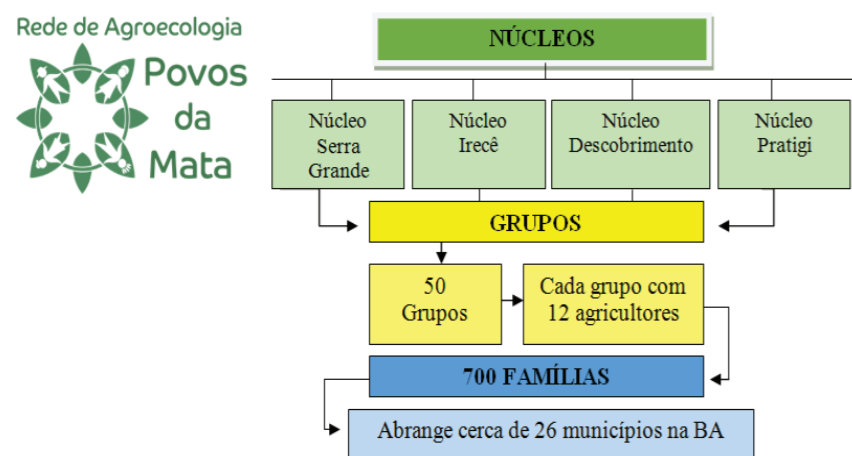 Rede de Agroecologia
Povos
da
Mata
NÚCLEOS
Núcleo
Serra
Grande
Núcleo
Irecê
Núcleo
Descobrimento
Núcleo
Pratigi
GRUPOS
50
Grupos
Cada grupo com
12 agricultores
700 FAMÍLIAS
Abrange cerca de 26 municípios na BA